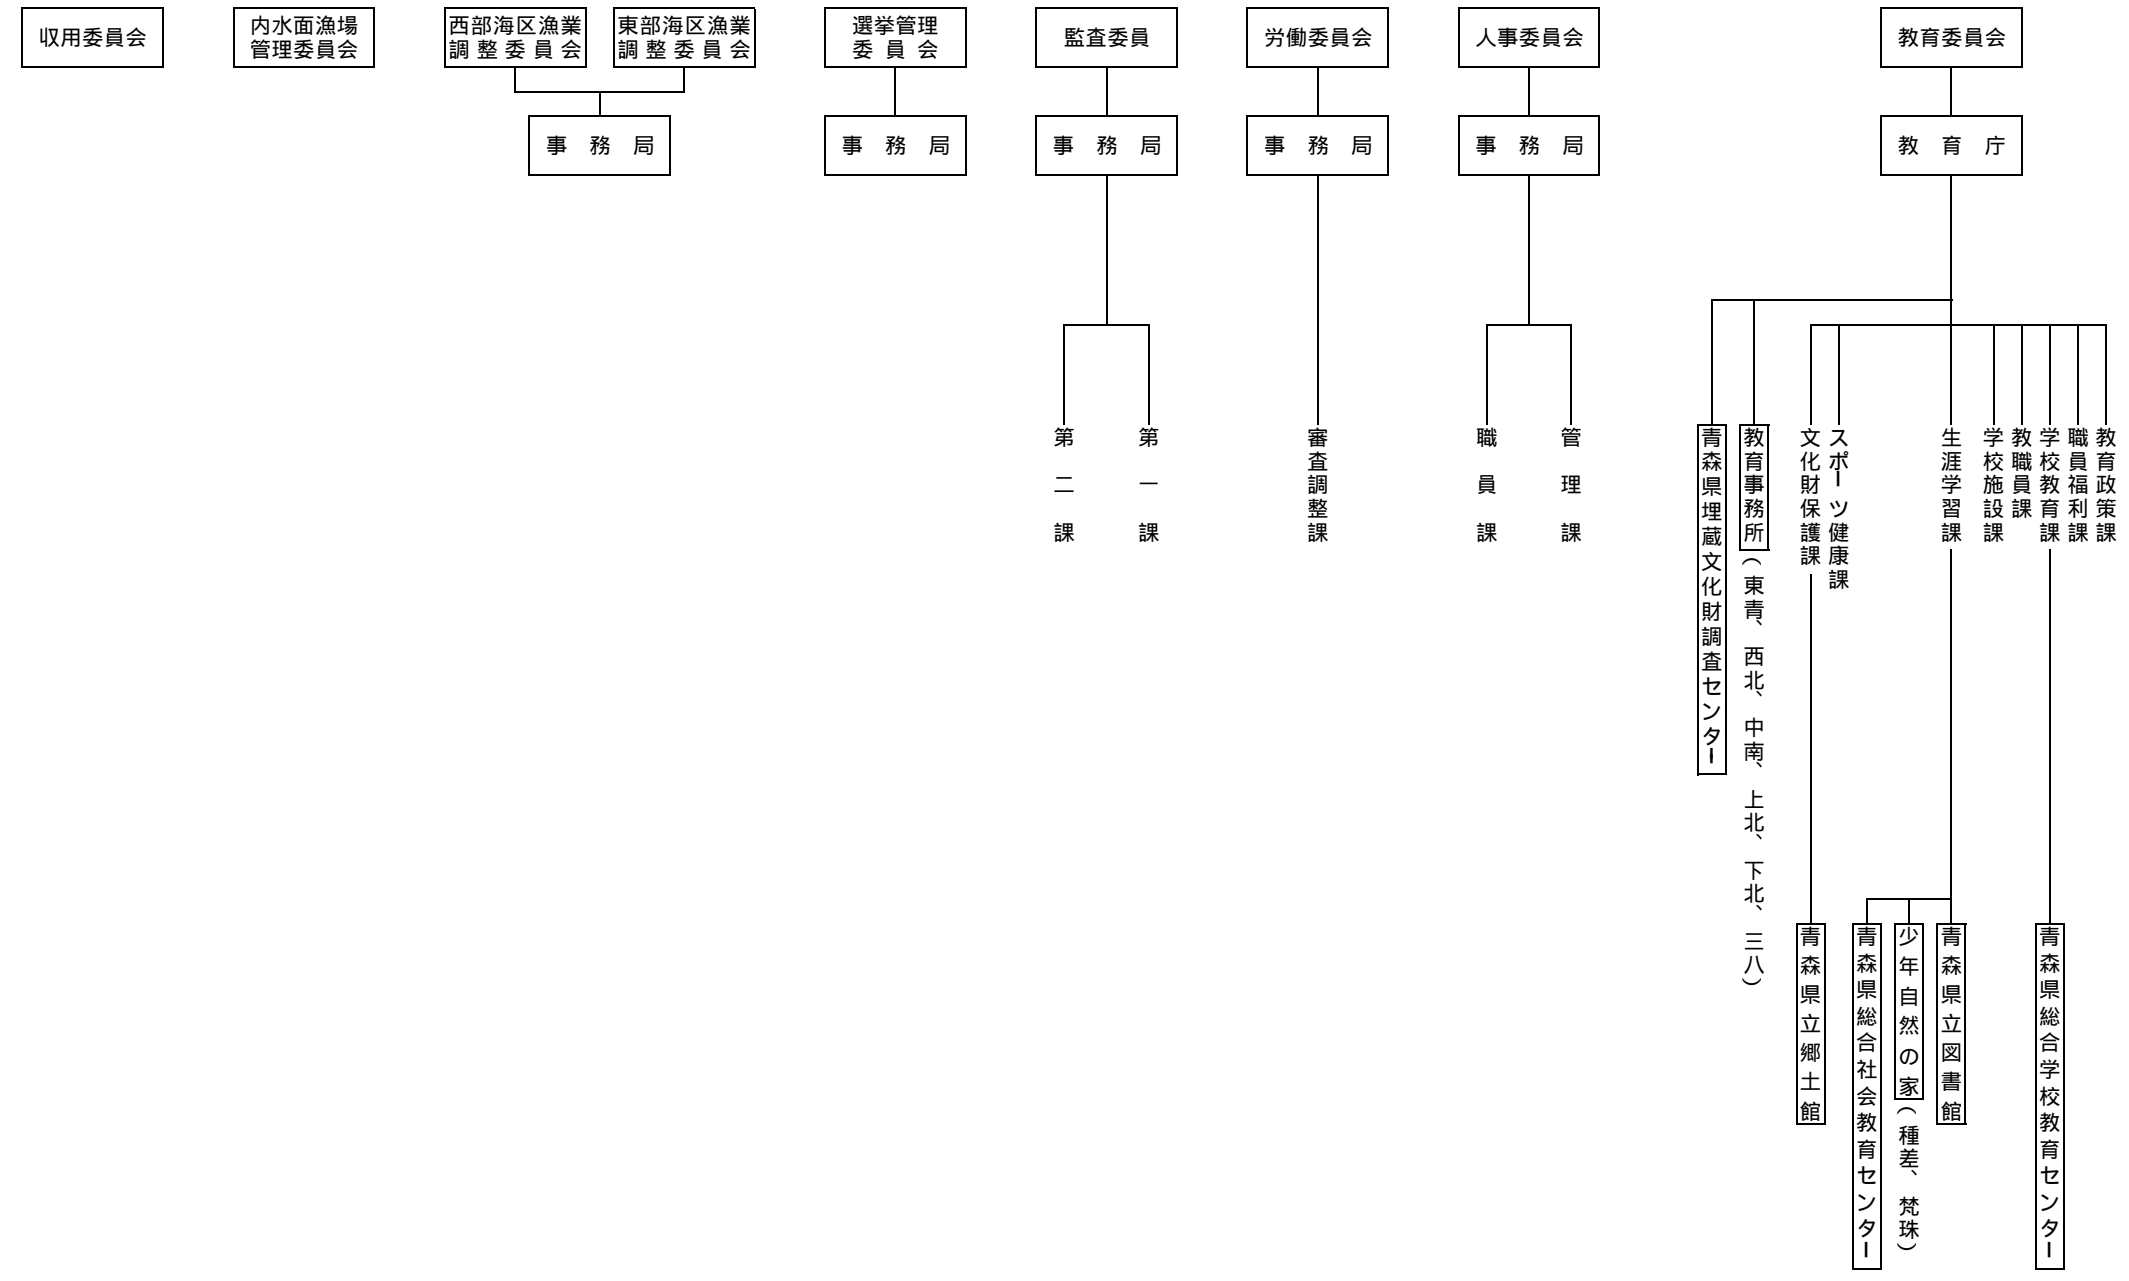 収用委員会
内水面漁場
管理委員会
西部海区漁業
調整委員会
東部海区漁業
調整委員会
選挙管理
委員会
監査委員
労働委員会
人事委員会
教育委員会
事務局
事務局
事務局
事務局
事務局
教育庁
教育政策課
職員福利課
学校教育課
教職員課
学校施設課
生涯学習課
スポーツ健康課
文化財保護課
教育事務所(東青、西北、中南、上北、下北、三八)
青森県埋蔵文化財調査センター
管理課
職員課
審査調整課
第一課
第二課
青森県総合学校教育センター
青森県立図書館
少年自然の家(種差、梵珠)
青森県総合社会教育センター
青森県立郷土館